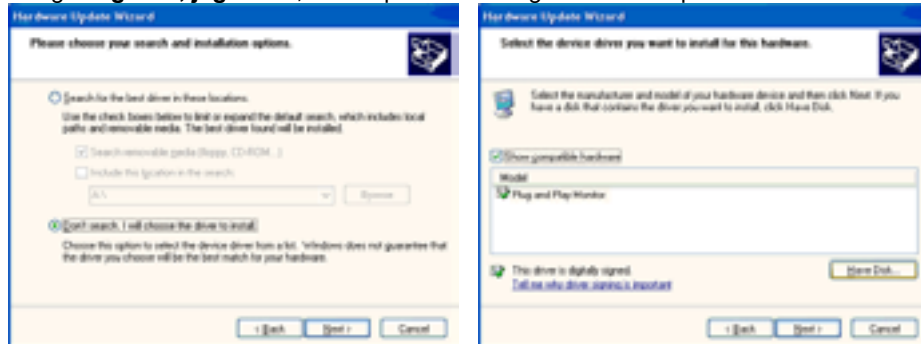 Hardware Update Wizard
Please choose your search and installation options.
Search for the best driver in these locations.
Use the check boxes below to limit or expand the default search, which includes local
paths and removable media. The best driver found will be installed.
Search removable media (floppy, CD-ROM...)
Include this location in the search:
A:\
Browse
Don't search. I will choose the driver to install.
Choose this option to select the device driver from a list. Windows does not guarantee that
the driver you choose will be the best match for your hardware.
< Back
Next >
Cancel
Hardware Update Wizard
Select the device driver you want to install for this hardware.
Select the manufacturer and model of your hardware device and then click Next. If you
have a disk that contains the driver you want to install, click Have Disk.
Show compatible hardware
Model
Plug and Play Monitor
This driver is digitally signed.
Tell me why driver signing is important
Have Disk...
< Back
Next >
Cancel